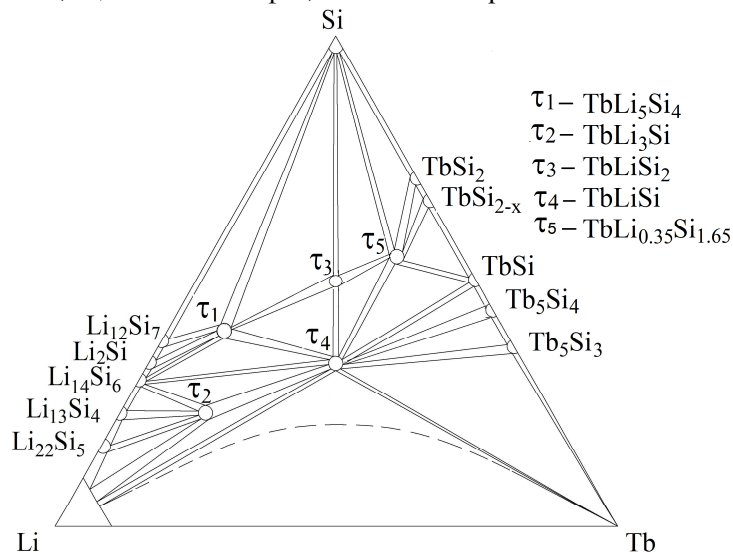 Si
τ₁ – TbLi₅Si₄
τ₂ – TbLi₃Si
τ₃ – TbLiSi₂
τ₄ – TbLiSi
τ₅ – TbLi₀.₃₅Si₁.₆₅
TbSi₂
TbSi₂₋ₓ
τ₅
τ₃
TbSi
τ₁
Tb₅Si₄
Li₁₂Si₇
τ₄
Tb₅Si₃
Li₂Si
Li₁₄Si₆
τ₂
Li₁₃Si₄
Li₂₂Si₅
Li
Tb